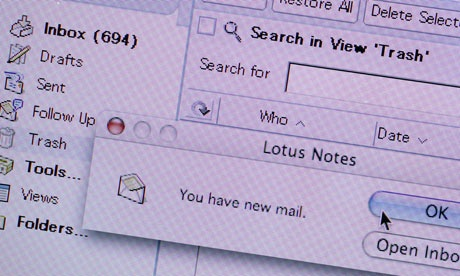 Restore All
Delete Selecte
Inbox (694)
Search in View 'Trash'
Drafts
Search for
Sent
Follow Up
Who
Date
Trash
Lotus Notes
Tools...
You have new mail.
OK
Views
Open Inbo
Folders...